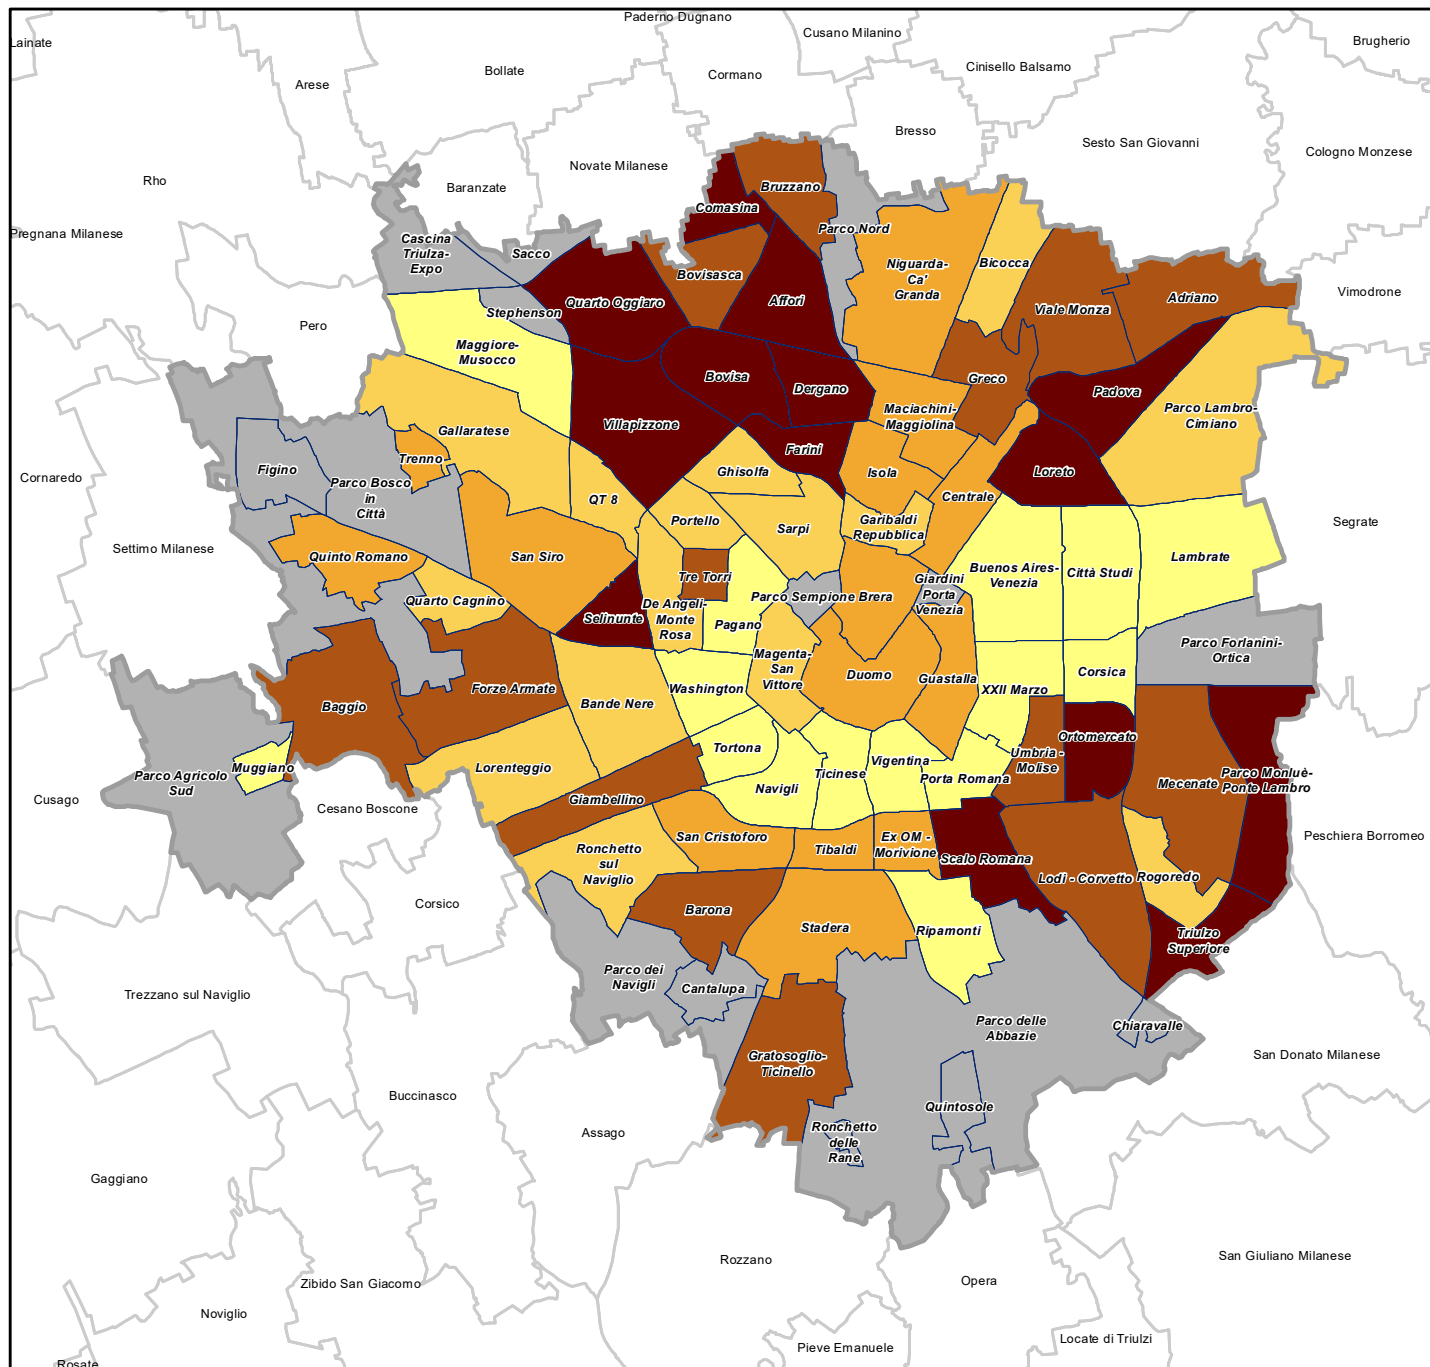 Paderno Dugnano
Cusano Milanino
Brugherio
Lainate
Cinisello Balsamo
Bollate
Cormano
Arese
Bresso
Sesto San Giovanni
Cologno Monzese
Novate Milanese
Rho
Baranzate
Bruzzano
Comasina
Parco Nord
Pregnana Milanese
Cascina
Triulza-
Expo
Sacco
Niguarda-
Ca'
Granda
Bicocca
Bovisasca
Vimodrone
Quarto Oggiaro
Affori
Adriano
Viale Monza
Stephenson
Pero
Maggiore-
Musocco
Bovisa
Dergano
Greco
Padova
Villapizzone
Maciachini-
Maggiolina
Parco Lambro-
Cimiano
Gallaratese
Farini
Trenno
Figino
Parco Bosco
in
Città
Ghisolfa
Isola
Loreto
Cornaredo
QT 8
Centrale
Portello
Sarpi
Garibaldi
Repubblica
Segrate
Settimo Milanese
Quinto Romano
San Siro
Lambrate
Buenos Aires-
Venezia
Città Studi
Tre Torri
Giardini
Porta
Venezia
Parco Sempione
Brera
Quarto Cagnino
De Angeli-
Monte
Rosa
Selinunte
Pagano
Parco Forlanini-
Ortica
Magenta-
San
Vittore
Duomo
Guastalla
Corsica
Forze Armate
Washington
XXII Marzo
Baggio
Bande Nere
Ortomercato
Tortona
Umbria -
Molise
Vigentina
Lorenteggio
Muggiano
Parco Agricolo
Sud
Ticinese
Porta Romana
Mecenate
Parco Monluè-
Ponte Lambro
Navigli
Cusago
Giambellino
Cesano Boscone
San Cristoforo
Ex OM -
Morivione
Tibaldi
Peschiera Borromeo
Ronchetto
sul
Naviglio
Scalo Romana
Lodi - Corvetto
Rogoredo
Corsico
Barona
Stadera
Ripamonti
Triulzo
Superiore
Parco dei
Navigli
Cantalupa
Trezzano sul Naviglio
Parco delle
Abbazie
Chiaravalle
San Donato Milanese
Gratosoglio-
Ticinello
Buccinasco
Quintosole
Assago
Ronchetto
delle
Rane
Gaggiano
Rozzano
San Giuliano Milanese
Zibido San Giacomo
Opera
Noviglio
Locate di Triulzi
Pieve Emanuele
Rosate